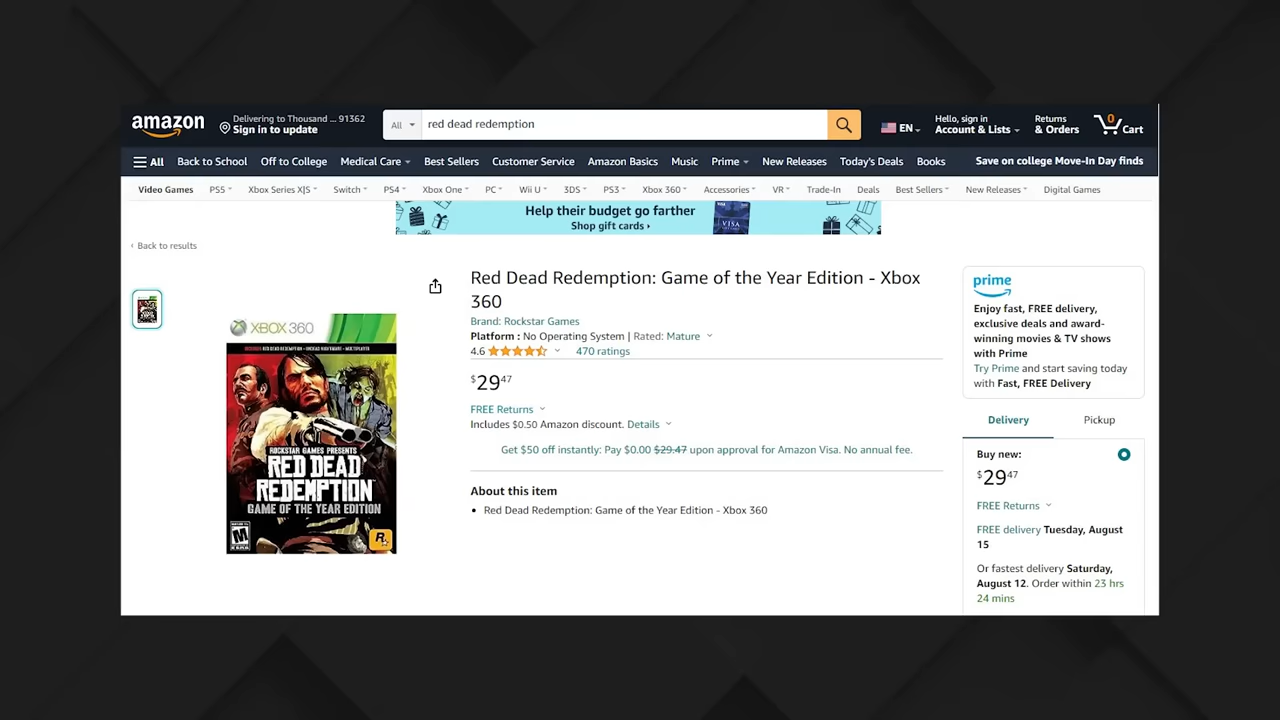 amazon
Delivering to Thousand ... 91362
Sign in to update
All
red dead redemption
EN
Hello, sign in
Account & Lists
Returns
& Orders
0
Cart
All
Back to School
Off to College
Medical Care
Best Sellers
Customer Service
Amazon Basics
Music
Prime
New Releases
Today's Deals
Books
Save on college Move-In Day finds
Video Games
PS5
Xbox Series X|S
Switch
PS4
Xbox One
PC
Wii U
3DS
PS3
Xbox 360
Accessories
VR
Trade-In
Deals
Best Sellers
New Releases
Digital Games
Help their budget go farther
Shop gift cards ›
VISA
‹ Back to results
XBOX 360
ROCKSTAR GAMES PRESENTS
RED DEAD
REDEMPTION
GAME OF THE YEAR EDITION
M
R
Red Dead Redemption: Game of the Year Edition - Xbox
360
Brand: Rockstar Games
Platform : No Operating System | Rated: Mature
4.6
470 ratings
$29 47
FREE Returns
Includes $0.50 Amazon discount. Details
Get $50 off instantly: Pay $0.00 $29.47 upon approval for Amazon Visa. No annual fee.
About this item
• Red Dead Redemption: Game of the Year Edition - Xbox 360
prime
Enjoy fast, FREE delivery,
exclusive deals and award-
winning movies & TV shows
with Prime
Try Prime and start saving today
with Fast, FREE Delivery
Delivery
Pickup
Buy new:
$29 47
FREE Returns
FREE delivery Tuesday, August
15
Or fastest delivery Saturday,
August 12. Order within 23 hrs
24 mins